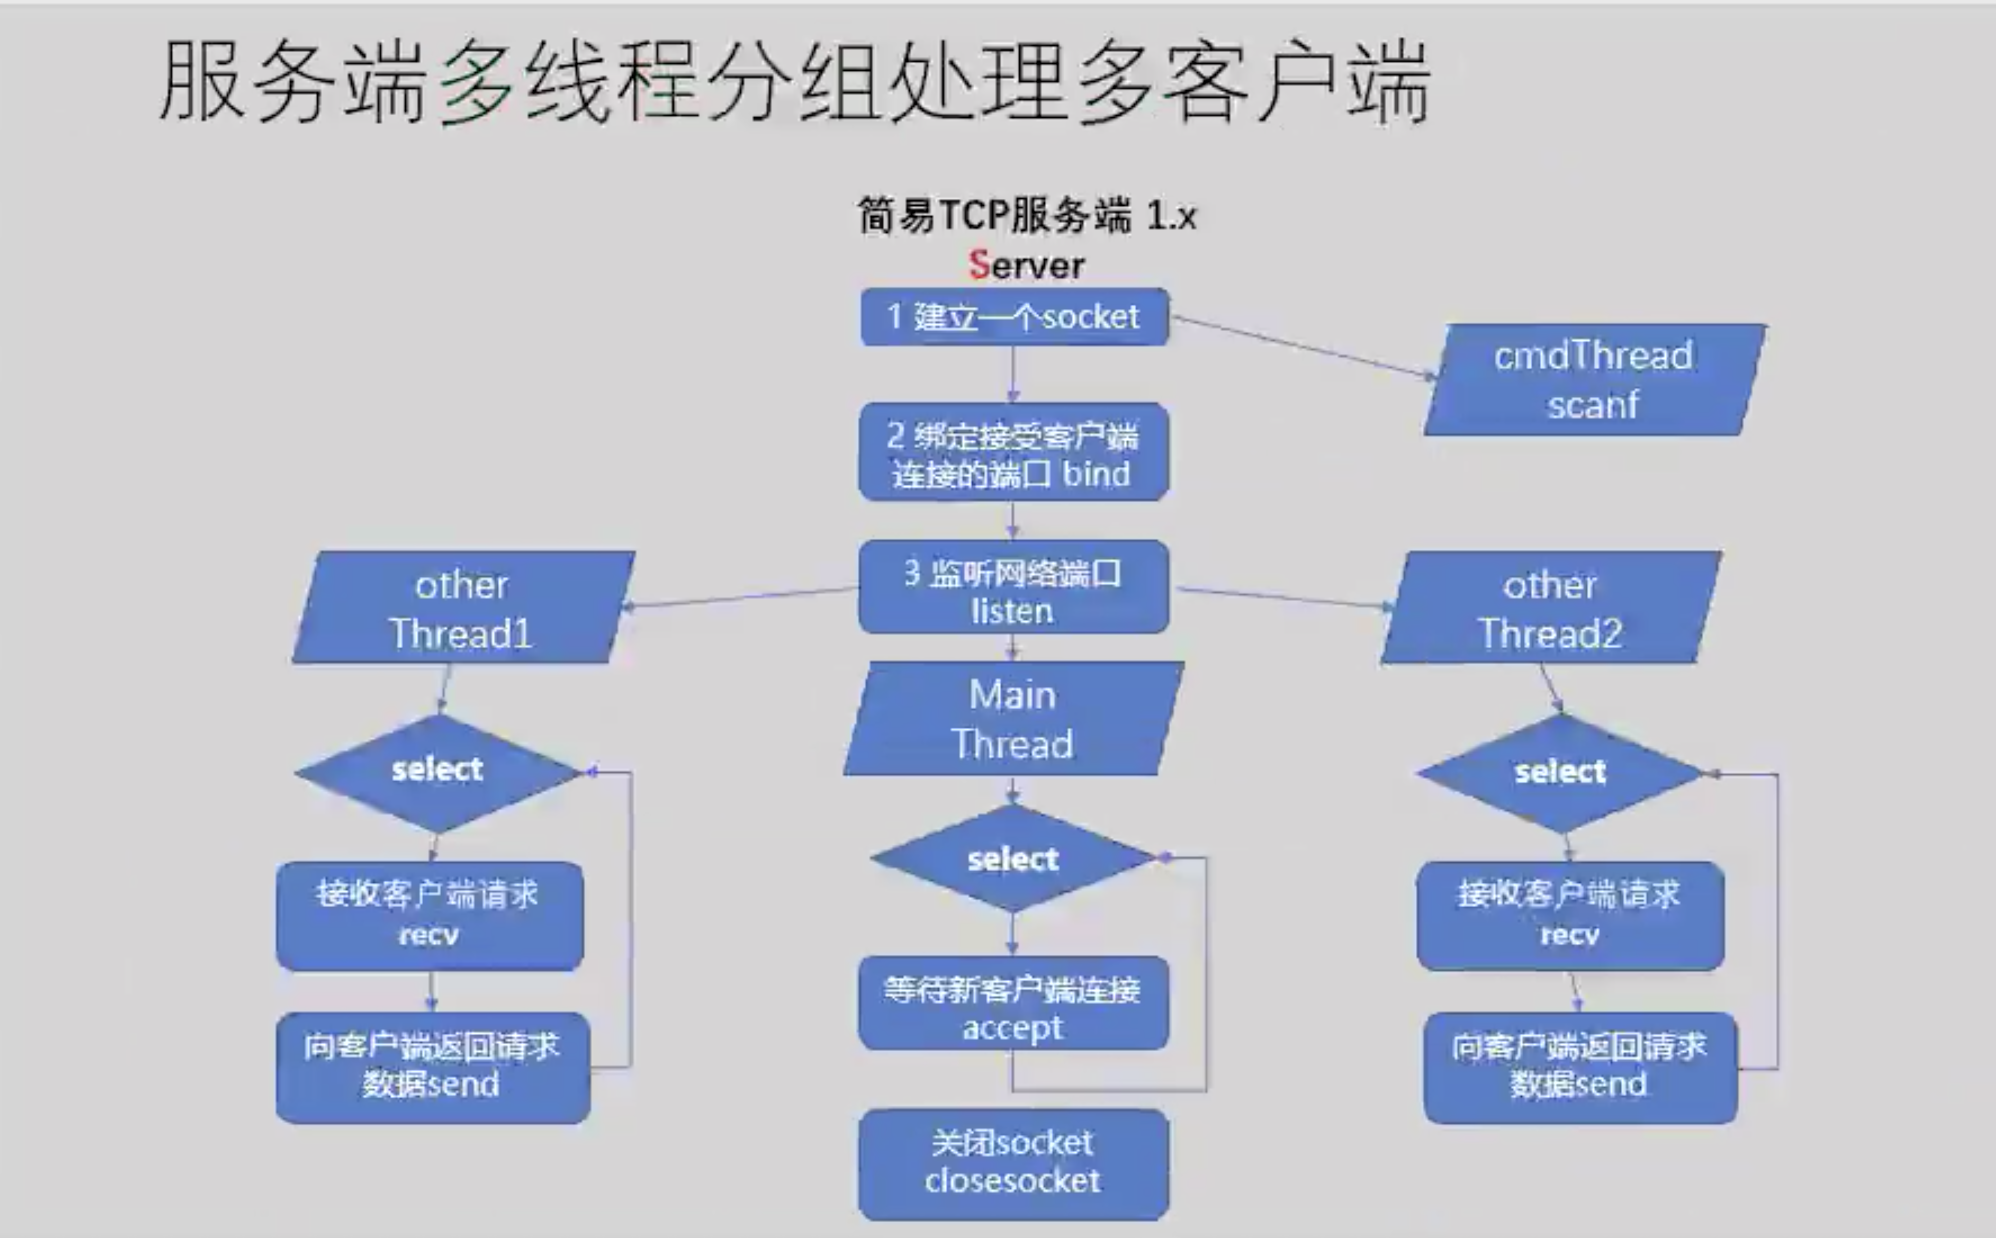 服务端多线程分组处理多客户端
简易TCP服务端 1.x
Server
1 建立一个socket
cmdThread
scanf
2 绑定接受客户端
连接的端口 bind
3 监听网络端口
listen
other
Thread1
other
Thread2
Main
Thread
select
select
select
接收客户端请求
recv
接收客户端请求
recv
等待新客户端连接
accept
向客户端返回请求
数据send
向客户端返回请求
数据send
关闭socket
closesocket